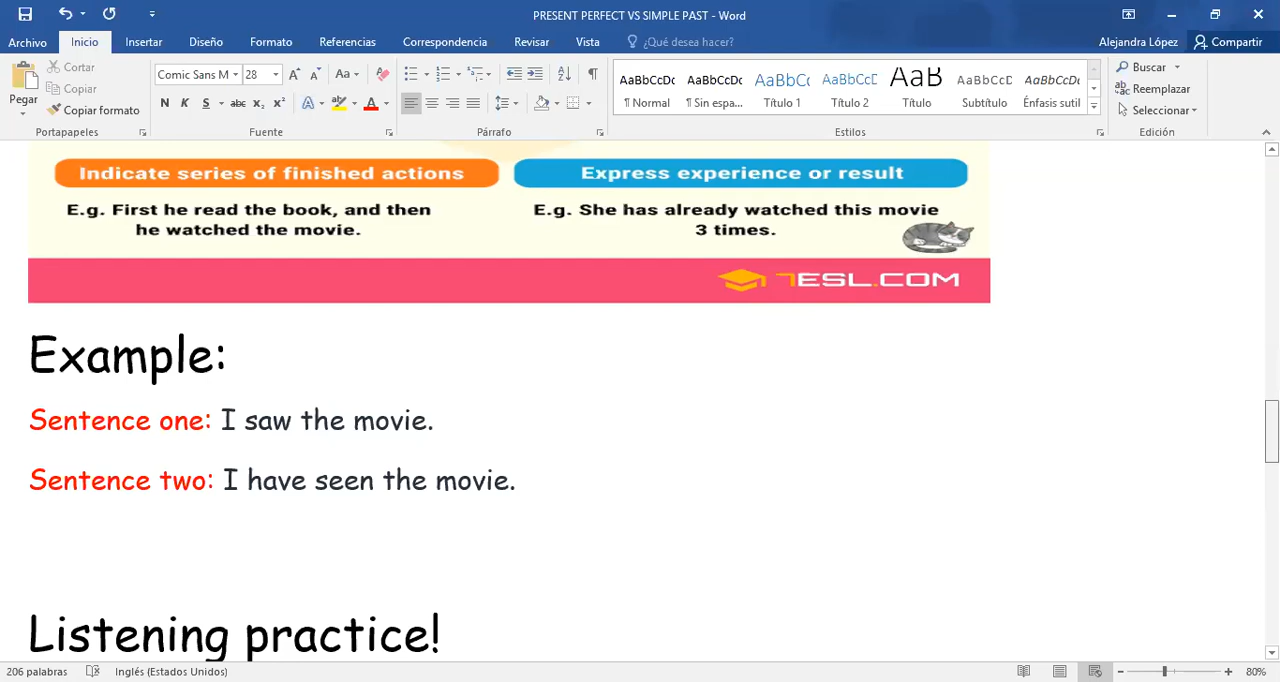 PRESENT PERFECT VS SIMPLE PAST - Word
Archivo Inicio Insertar Diseño Formato Referencias Correspondencia Revisar Vista ¿Qué desea hacer? Alejandra López Compartir
Pegar
Cortar
Copiar
Copiar formato
Portapapeles
Comic Sans M 28
Fuente
Párrafo
AaBbCcDc AaBbCcDc AaBbCc AaBbCcD AaB AaBbCcD AaBbCcDc
¶ Normal ¶ Sin espa... Título 1 Título 2 Título Subtítulo Énfasis sutil
Estilos
Buscar
Reemplazar
Seleccionar
Edición
Indicate series of finished actions
E.g. First he read the book, and then
he watched the movie.
Express experience or result
E.g. She has already watched this movie
3 times.
7ESL.COM
Example:
Sentence one: I saw the movie.
Sentence two: I have seen the movie.
Listening practice!
206 palabras Inglés (Estados Unidos) 80%